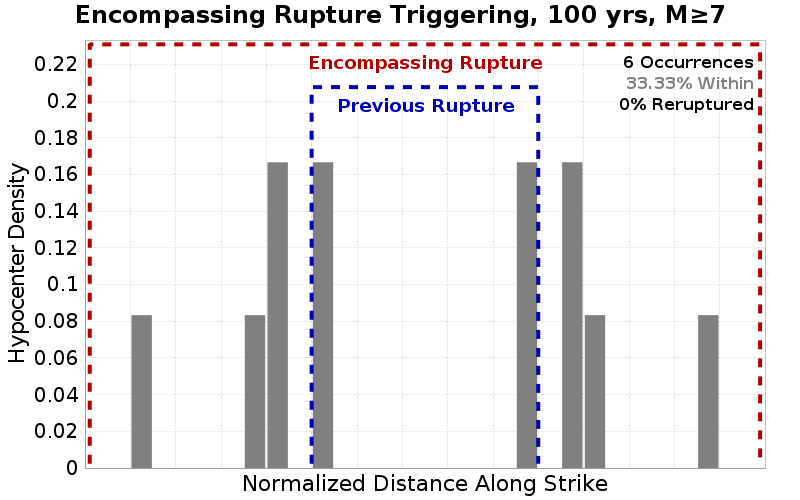 Encompassing Rupture Triggering, 100 yrs, M≥7
Encompassing Rupture
Previous Rupture
6 Occurrences
33.33% Within
0% Reruptured
Hypocenter Density
0.22
0.2
0.18
0.16
0.14
0.12
0.1
0.08
0.06
0.04
0.02
0
Normalized Distance Along Strike